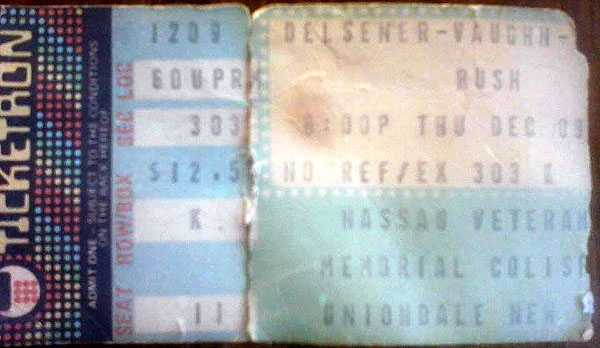 TICKETRON
ADMIT ONE. SUBJECT TO THE CONDITIONS
ON THE BACK HEREOF
SEAT ROW/BOX SEC LOC
1209
60UPR
303
$12.5
K
11
DELSENER-VAUGHN-
RUSH
8:00P THU DEC 09
NO REF/EX 303 K
NASSAU VETERAN
MEMORIAL COLIS
UNIONDALE NEW